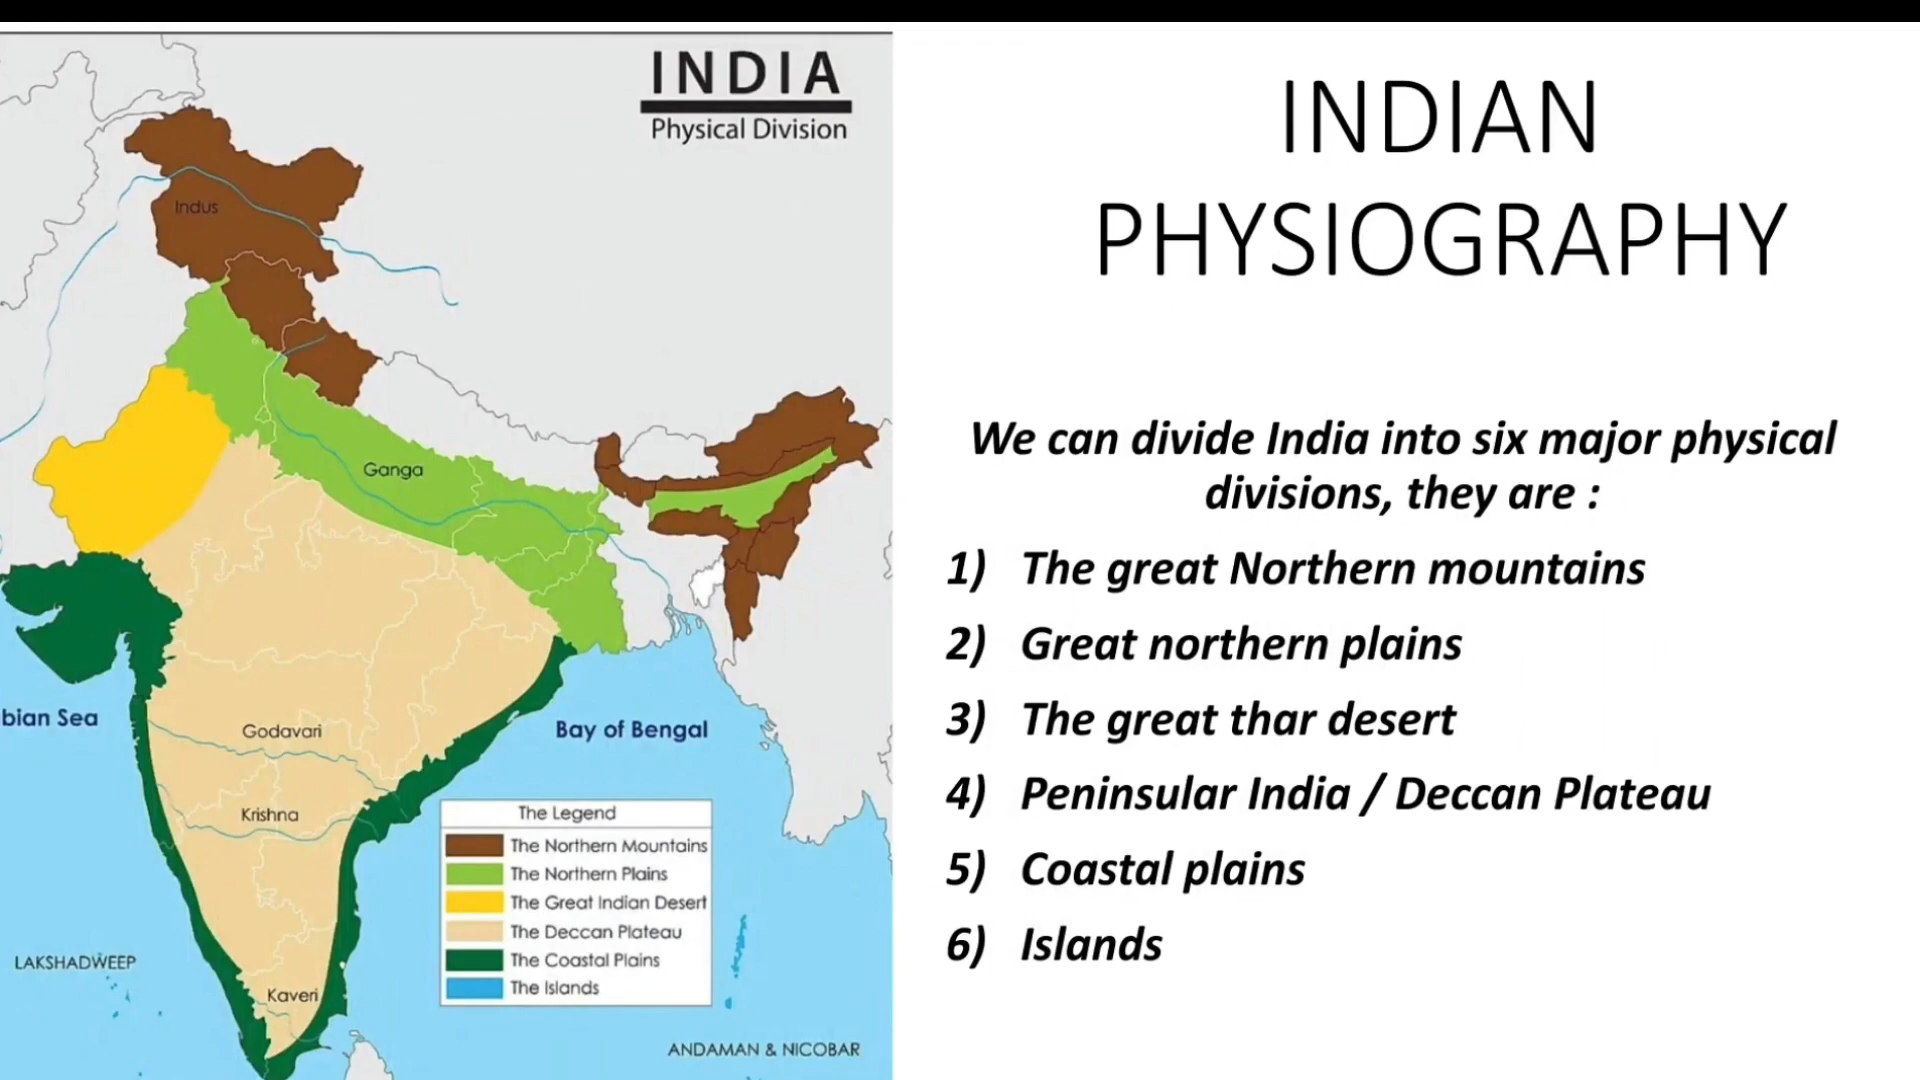 INDIA
Physical Division
Indus
Ganga
bian Sea
Godavari
Bay of Bengal
Krishna
The Legend
The Northern Mountains
The Northern Plains
The Great Indian Desert
The Deccan Plateau
The Coastal Plains
The Islands
LAKSHADWEEP
Kaveri
ANDAMAN & NICOBAR
INDIAN
PHYSIOGRAPHY
We can divide India into six major physical
divisions, they are :
1) The great Northern mountains
2) Great northern plains
3) The great thar desert
4) Peninsular India / Deccan Plateau
5) Coastal plains
6) Islands